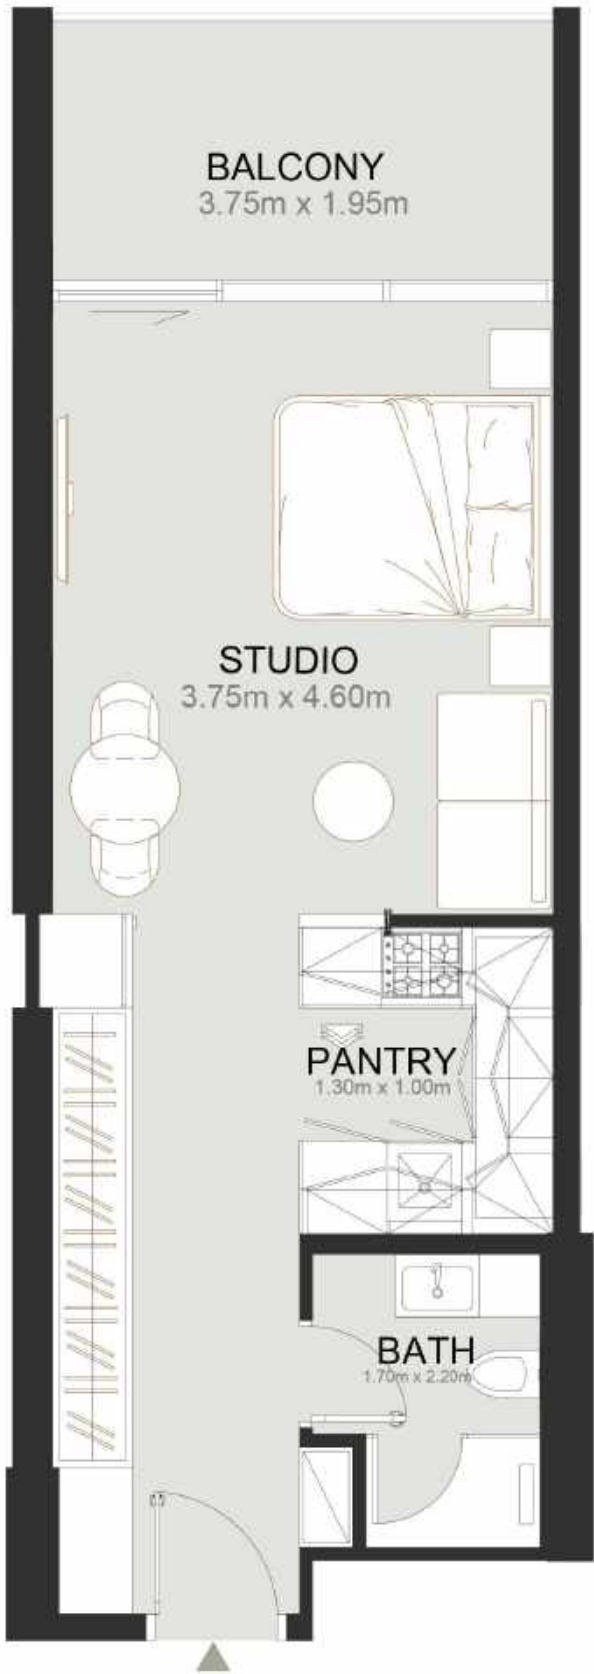 BALCONY
3.75m x 1.95m
STUDIO
3.75m x 4.60m
PANTRY
1.30m x 1.00m
BATH
1.70m x 2.20m